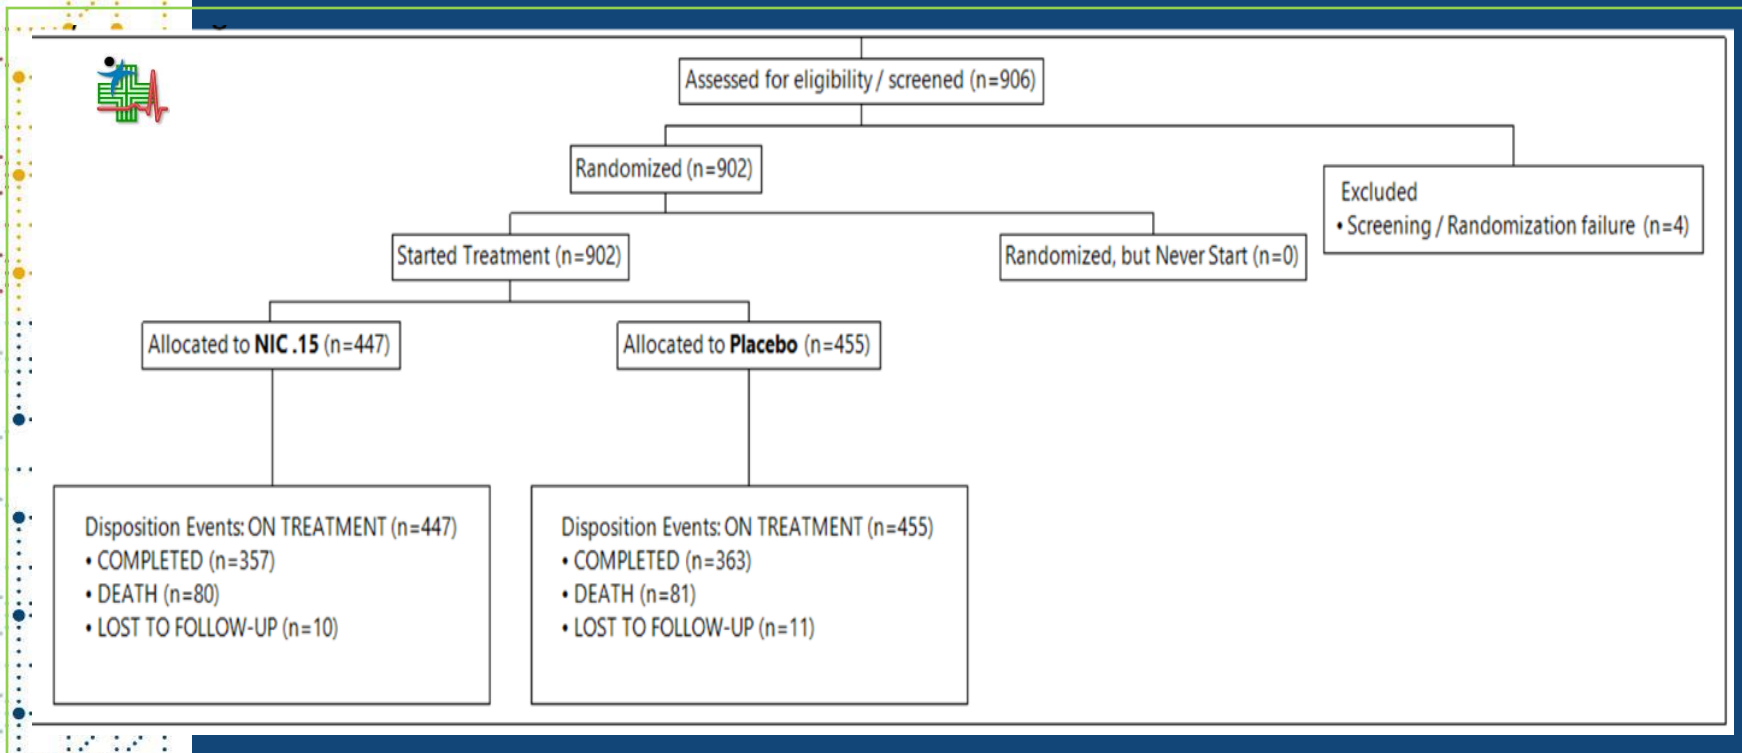 Assessed for eligibility / screened (n=906)
Randomized (n=902)
Excluded
• Screening / Randomization failure (n=4)
Started Treatment (n=902)
Randomized, but Never Start (n=0)
Allocated to NIC .15 (n=447)
Allocated to Placebo (n=455)
Disposition Events: ON TREATMENT (n=447)
• COMPLETED (n=357)
• DEATH (n=80)
• LOST TO FOLLOW-UP (n=10)
Disposition Events: ON TREATMENT (n=455)
• COMPLETED (n=363)
• DEATH (n=81)
• LOST TO FOLLOW-UP (n=11)